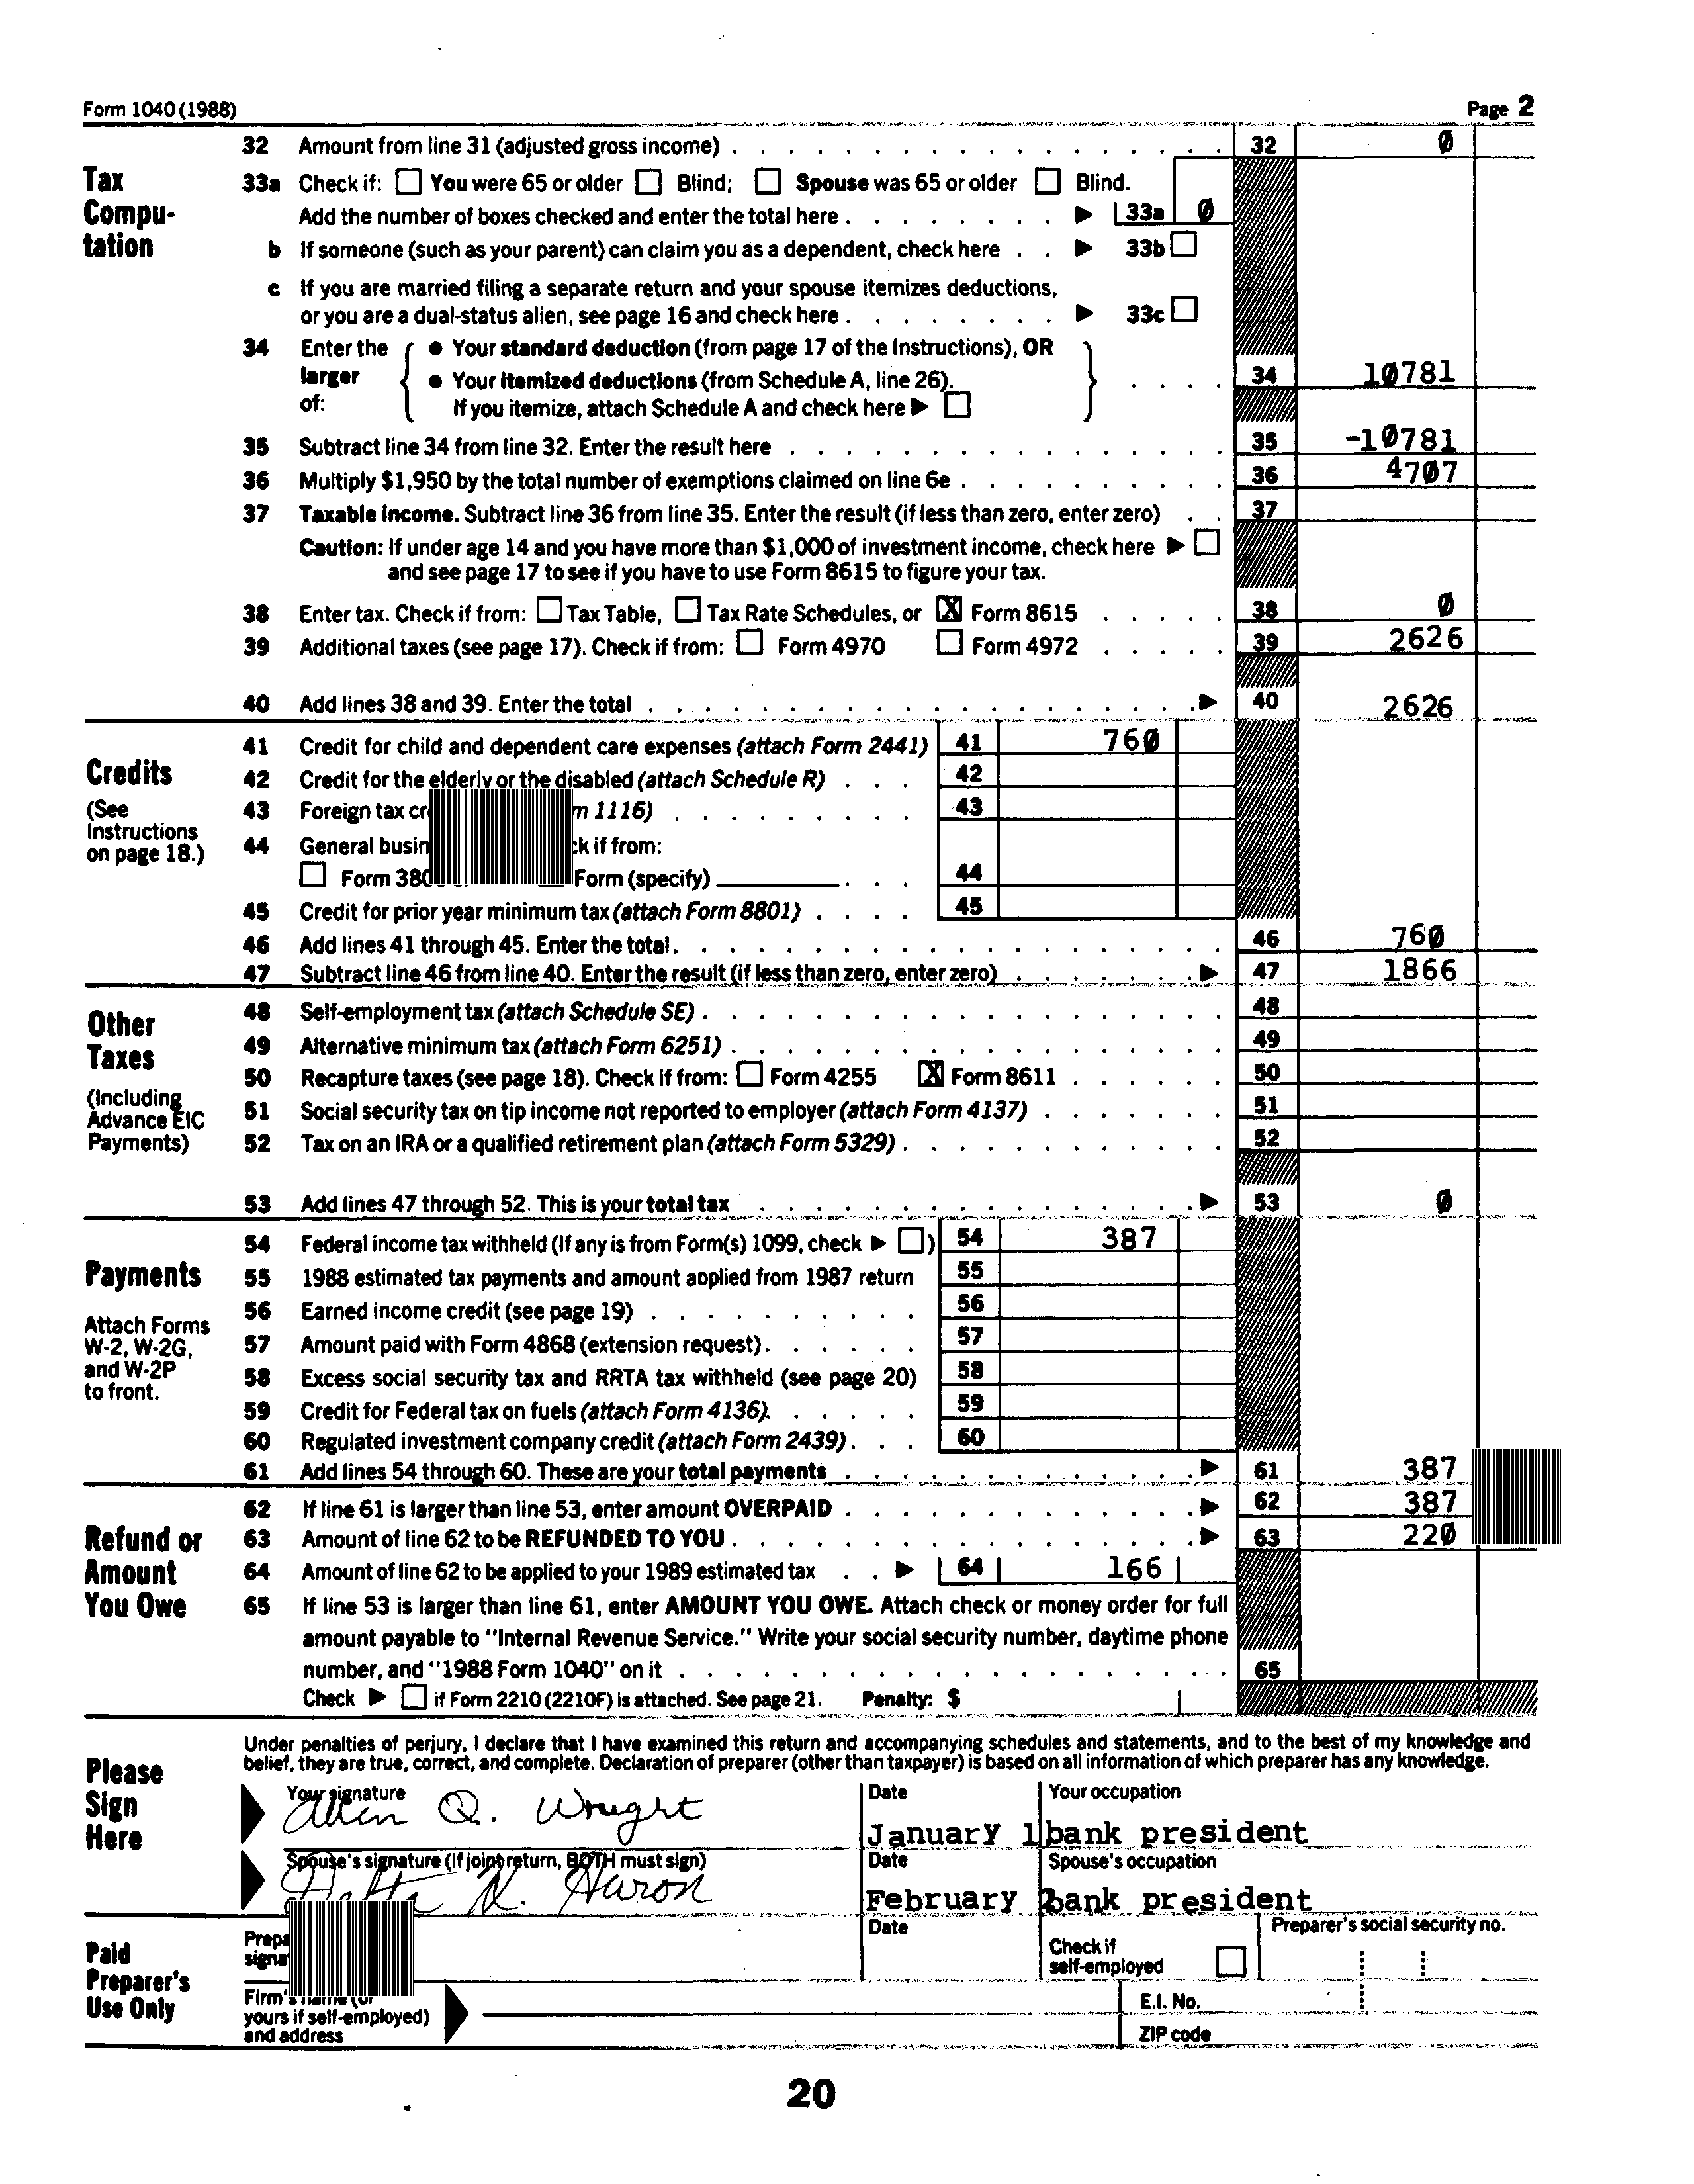 Form 1040 (1988) Page 2
32 Amount from line 31 (adjusted gross income) 32 0
Tax Compu- tation
33a Check if: You were 65 or older Blind; Spouse was 65 or older Blind.
Add the number of boxes checked and enter the total here 33a 0
b If someone (such as your parent) can claim you as a dependent, check here 33b
c If you are married filing a separate return and your spouse itemizes deductions,
or you are a dual-status alien, see page 16 and check here 33c
34 Enter the larger of:
• Your standard deduction (from page 17 of the Instructions), OR
• Your itemized deductions (from Schedule A, line 26).
If you itemize, attach Schedule A and check here
34 10781
35 Subtract line 34 from line 32. Enter the result here 35 -10781
36 Multiply $1,950 by the total number of exemptions claimed on line 6e 36 4707
37 Taxable income. Subtract line 36 from line 35. Enter the result (if less than zero, enter zero) 37
Caution: If under age 14 and you have more than $1,000 of investment income, check here
and see page 17 to see if you have to use Form 8615 to figure your tax.
38 Enter tax. Check if from: Tax Table, Tax Rate Schedules, or X Form 8615 38 0
39 Additional taxes (see page 17). Check if from: Form 4970 Form 4972 39 2626
40 Add lines 38 and 39. Enter the total 40 2626
Credits
(See Instructions on page 18.)
41 Credit for child and dependent care expenses (attach Form 2441) 41 760
42 Credit for the elderly or the disabled (attach Schedule R) 42
43 Foreign tax 1116) 43
44 General if from:
Form Form (specify) 44
45 Credit for prior year minimum tax (attach Form 8801) 45
46 Add lines 41 through 45. Enter the total 46 760
47 Subtract line 46 from line 40. Enter the result (if less than zero, enter zero) 47 1866
Other Taxes
(Including Advance EIC Payments)
48 Self-employment tax (attach Schedule SE) 48
49 Alternative minimum tax (attach Form 6251) 49
50 Recapture taxes (see page 18). Check if from: Form 4255 X Form 8611 50
51 Social security tax on tip income not reported to employer (attach Form 4137) 51
52 Tax on an IRA or a qualified retirement plan (attach Form 5329) 52
53 Add lines 47 through 52. This is your total tax 53 0
Payments
Attach Forms W-2, W-2G, and W-2P to front.
54 Federal income tax withheld (If any is from Form(s) 1099, check ) 54 387
55 1988 estimated tax payments and amount applied from 1987 return 55
56 Earned income credit (see page 19) 56
57 Amount paid with Form 4868 (extension request) 57
58 Excess social security tax and RRTA tax withheld (see page 20) 58
59 Credit for Federal tax on fuels (attach Form 4136) 59
60 Regulated investment company credit (attach Form 2439) 60
61 Add lines 54 through 60. These are your total payments 61 387
Refund or Amount You Owe
62 If line 61 is larger than line 53, enter amount OVERPAID 62 387
63 Amount of line 62 to be REFUNDED TO YOU 63 220
64 Amount of line 62 to be applied to your 1989 estimated tax 64 166
65 If line 53 is larger than line 61, enter AMOUNT YOU OWE. Attach check or money order for full
amount payable to "Internal Revenue Service." Write your social security number, daytime phone
number, and "1988 Form 1040" on it 65
Check if Form 2210 (2210F) is attached. See page 21. Penalty: $
Please Sign Here
Under penalties of perjury, I declare that I have examined this return and accompanying schedules and statements, and to the best of my knowledge and
belief, they are true, correct, and complete. Declaration of preparer (other than taxpayer) is based on all information of which preparer has any knowledge.
Your signature Date Your occupation
Allen Q. Wright January 1 bank president
Spouse's signature (if joint return, BOTH must sign) Date Spouse's occupation
N. Aaron February 2 bank president
Paid Preparer's Use Only
Date
Check if self-employed
Preparer's social security no.
Firm's name (or
yours if self-employed)
and address
E.I. No.
ZIP code
20